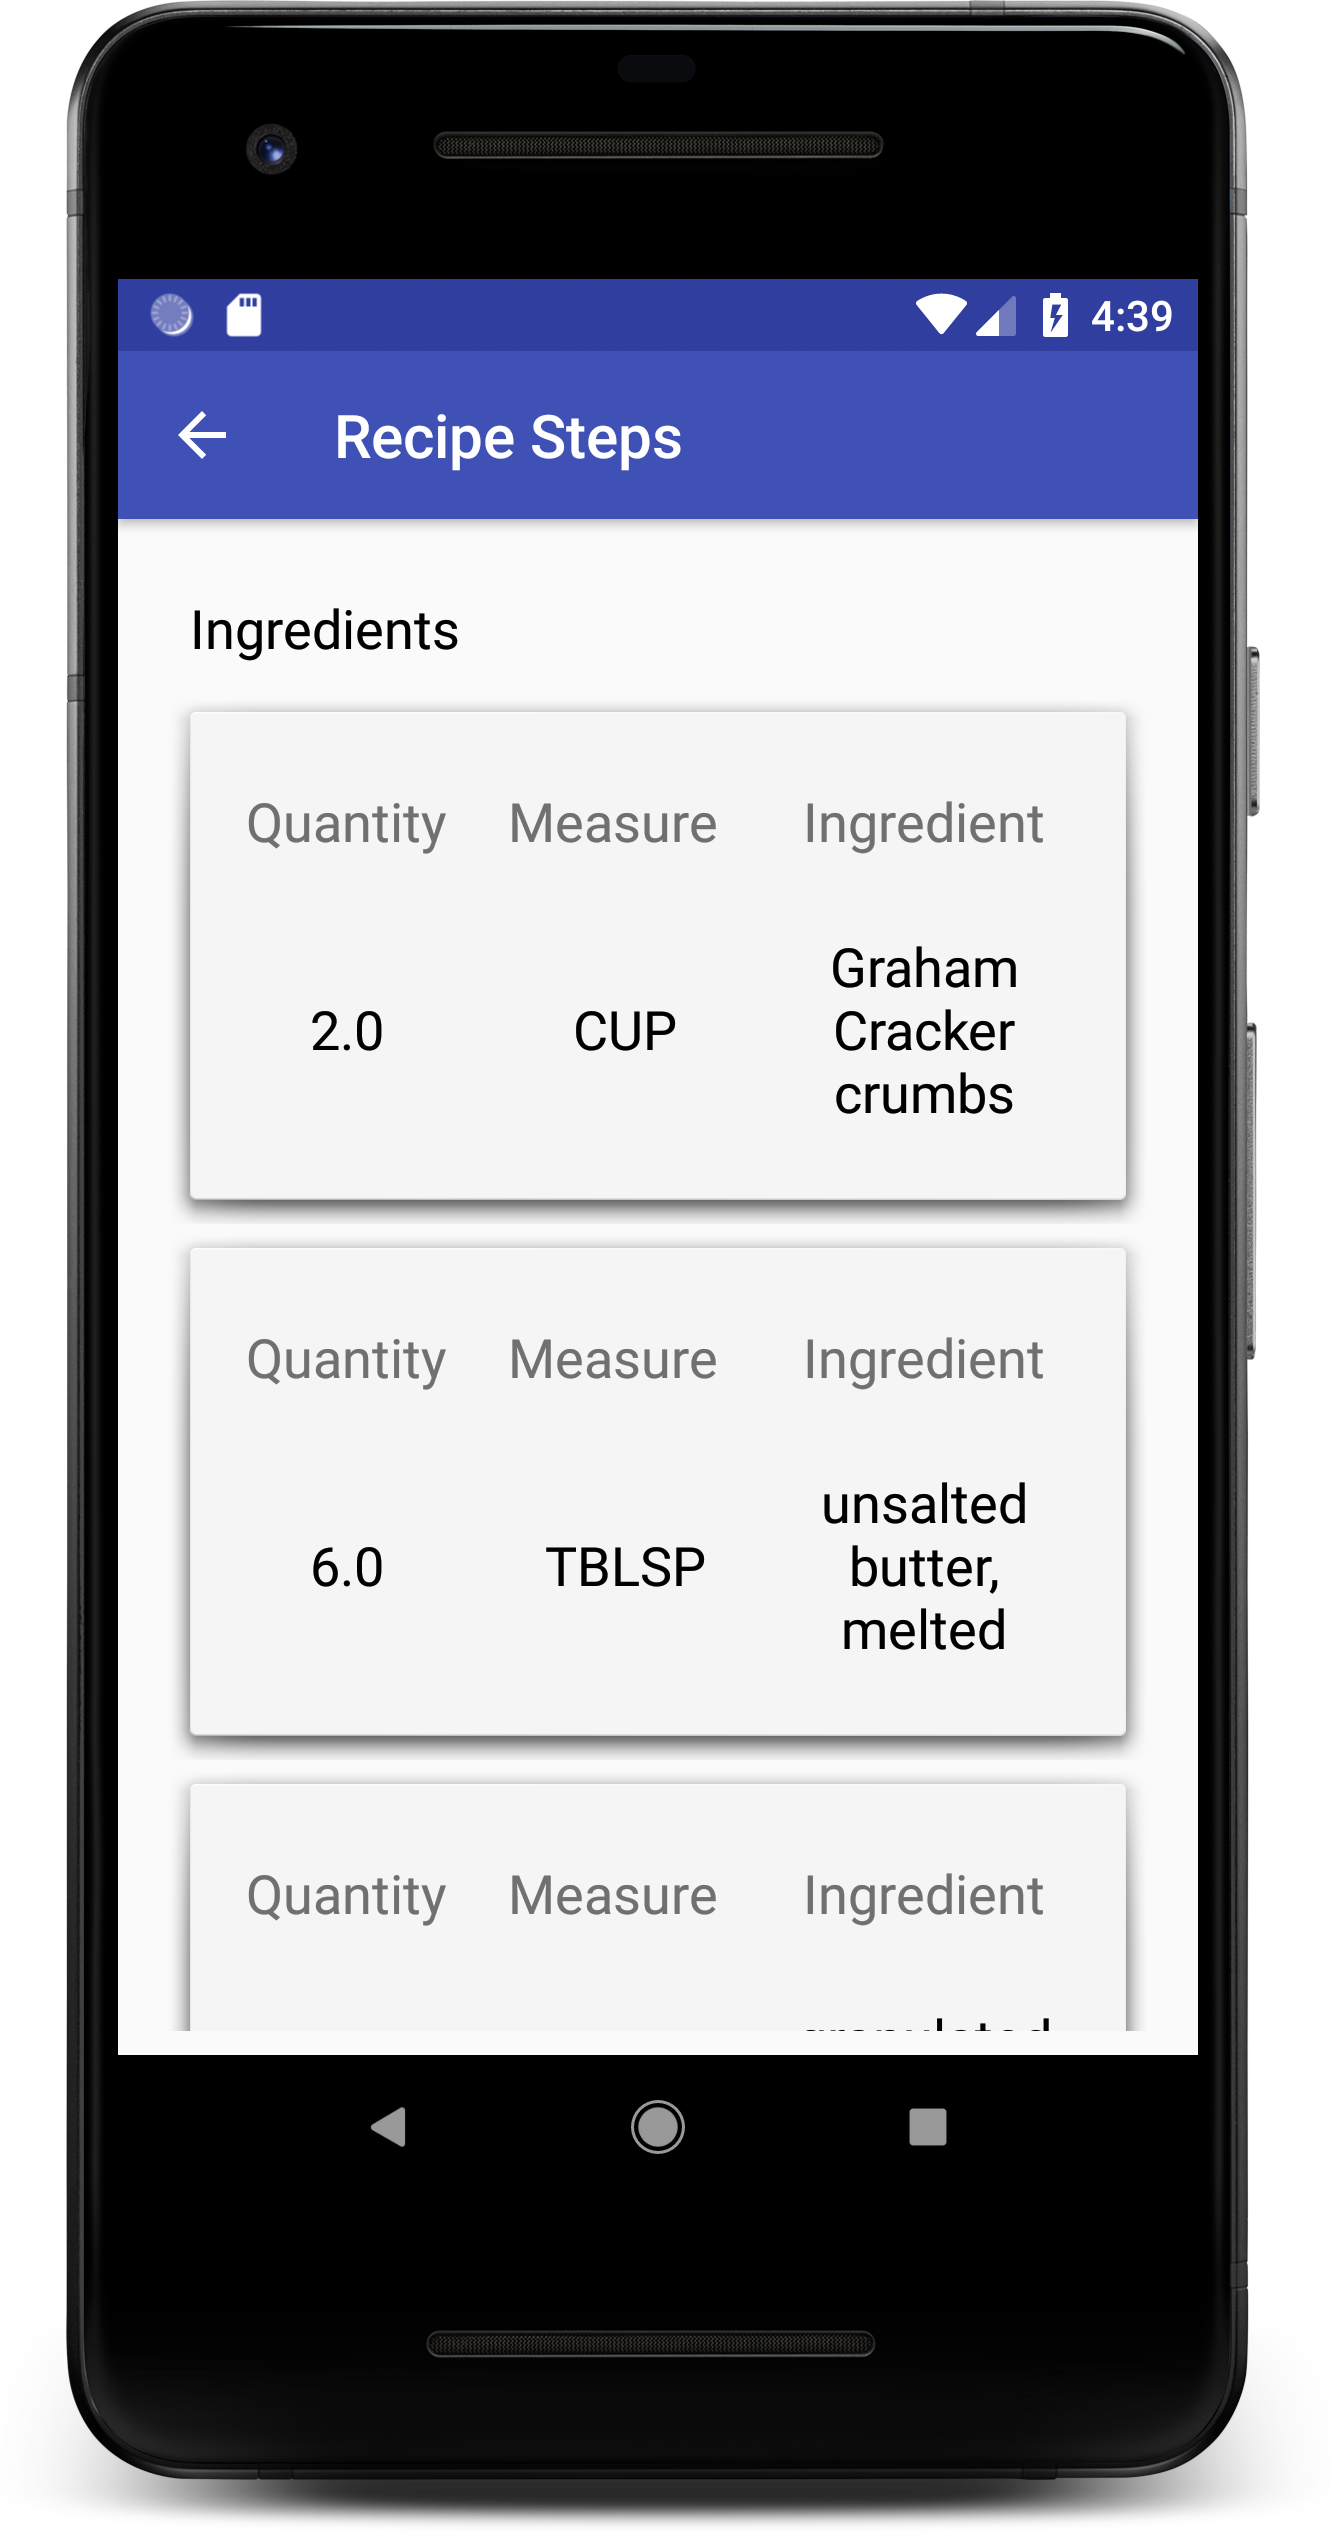 4:39
Recipe Steps
Ingredients
Quantity Measure Ingredient
2.0 CUP Graham
Cracker
crumbs
Quantity Measure Ingredient
6.0 TBLSP unsalted
butter,
melted
Quantity Measure Ingredient
granulated